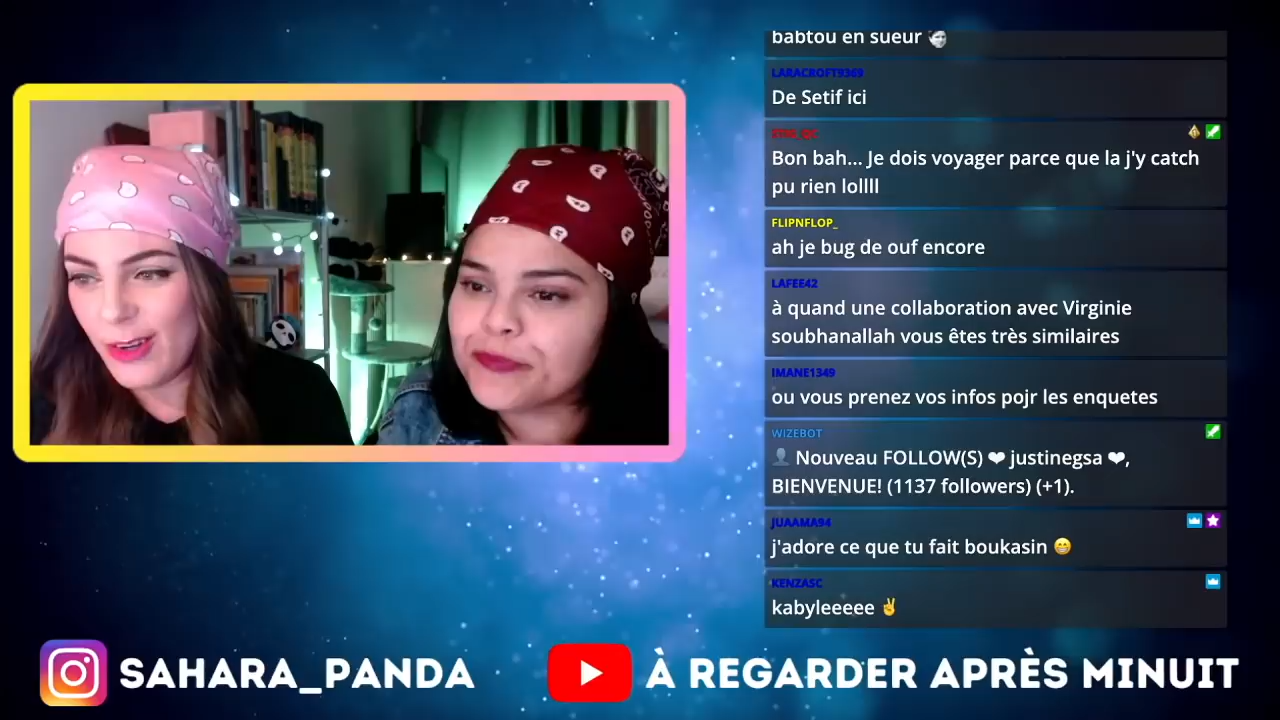 babtou en sueur
LARACROFT9369
De Setif ici
Bon bah... Je dois voyager parce que la j'y catch
pu rien lollll
FLIPNFLOP_
ah je bug de ouf encore
LAFEE42
à quand une collaboration avec Virginie
soubhanallah vous êtes très similaires
IMANE1349
ou vous prenez vos infos pojr les enquetes
WIZEBOT
👤 Nouveau FOLLOW(S) ❤ justinegsa ❤,
BIENVENUE! (1137 followers) (+1).
JUAAMA94
j'adore ce que tu fait boukasin 😁
KENZASC
kabyleeeee ✌
SAHARA_PANDA
À REGARDER APRÈS MINUIT